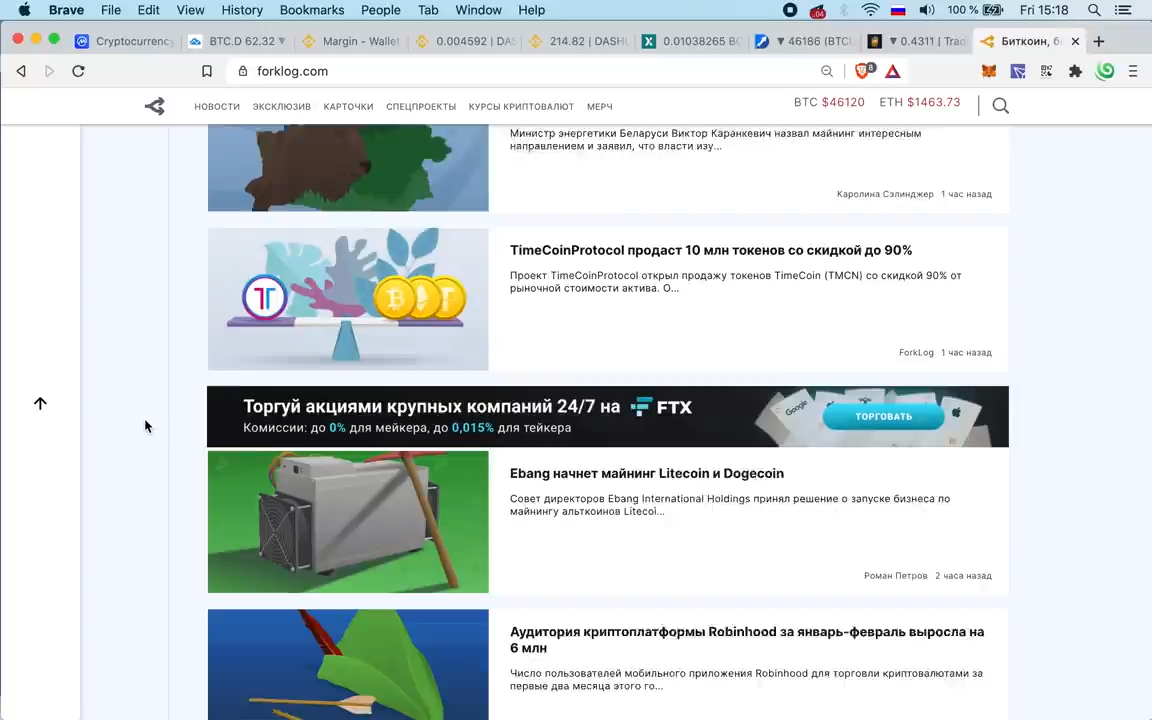 Brave File Edit View History Bookmarks People Tab Window Help .04 100 % Fri 15:18
Cryptocurrency BTC.D 62.32 ▼ Margin - Wallet 0.004592 | DAS 214.82 | DASH 0.01038265 BC ▼ 46186 (BTCU ▼ 0.4311 | Trad Биткоин, б
forklog.com 8
НОВОСТИ ЭКСКЛЮЗИВ КАРТОЧКИ СПЕЦПРОЕКТЫ КУРСЫ КРИПТОВАЛЮТ МЕРЧ BTC $46120 ETH $1463.73
Министр энергетики Беларуси Виктор Каранкевич назвал майнинг интересным
направлением и заявил, что власти изу...
Каролина Сэлинджер 1 час назад
TimeCoinProtocol продаст 10 млн токенов со скидкой до 90%
Проект TimeCoinProtocol открыл продажу токенов TimeCoin (TMCN) со скидкой 90% от
рыночной стоимости актива. О...
ForkLog 1 час назад
Торгуй акциями крупных компаний 24/7 на FTX
Комиссии: до 0% для мейкера, до 0,015% для тейкера
Google
ТОРГОВАТЬ
Ebang начнет майнинг Litecoin и Dogecoin
Совет директоров Ebang International Holdings принял решение о запуске бизнеса по
майнингу альткоинов Litecoi...
Роман Петров 2 часа назад
Аудитория криптоплатформы Robinhood за январь-февраль выросла на
6 млн
Число пользователей мобильного приложения Robinhood для торговли криптовалютами за
первые два месяца этого го...